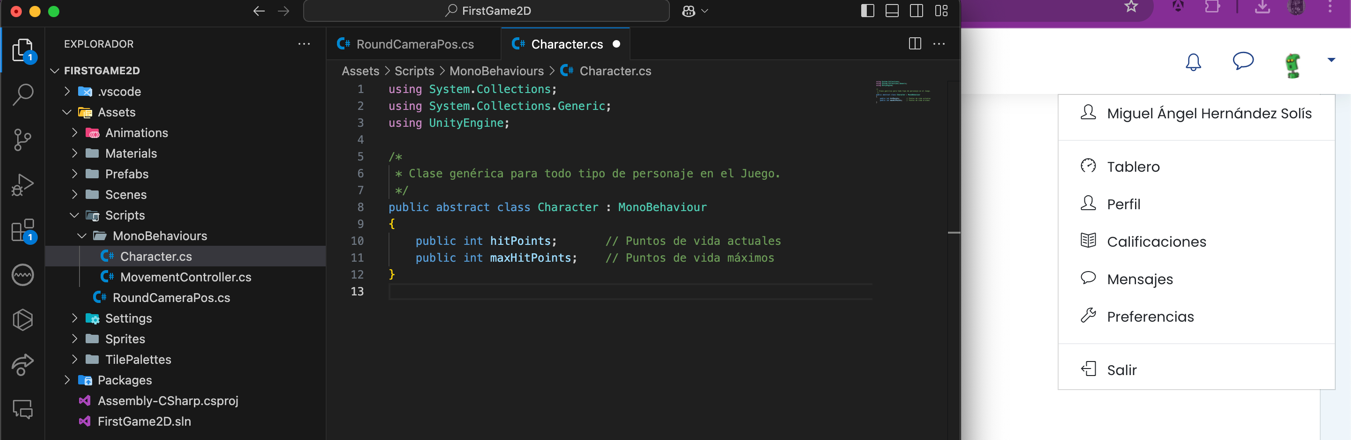 FirstGame2D
EXPLORADOR
RoundCameraPos.cs
Character.cs
Assets > Scripts > MonoBehaviours > Character.cs
FIRSTGAME2D
.vscode
Assets
Animations
Materials
Prefabs
Scenes
Scripts
MonoBehaviours
Character.cs
MovementController.cs
RoundCameraPos.cs
Settings
Sprites
TilePalettes
Packages
Assembly-CSharp.csproj
FirstGame2D.sln
1
1
1 using System.Collections;
2 using System.Collections.Generic;
3 using UnityEngine;
4
5 /*
6 * Clase genérica para todo tipo de personaje en el Juego.
7 */
8 public abstract class Character : MonoBehaviour
9 {
10 public int hitPoints; // Puntos de vida actuales
11 public int maxHitPoints; // Puntos de vida máximos
12 }
13
Miguel Ángel Hernández Solís
Tablero
Perfil
Calificaciones
Mensajes
Preferencias
Salir